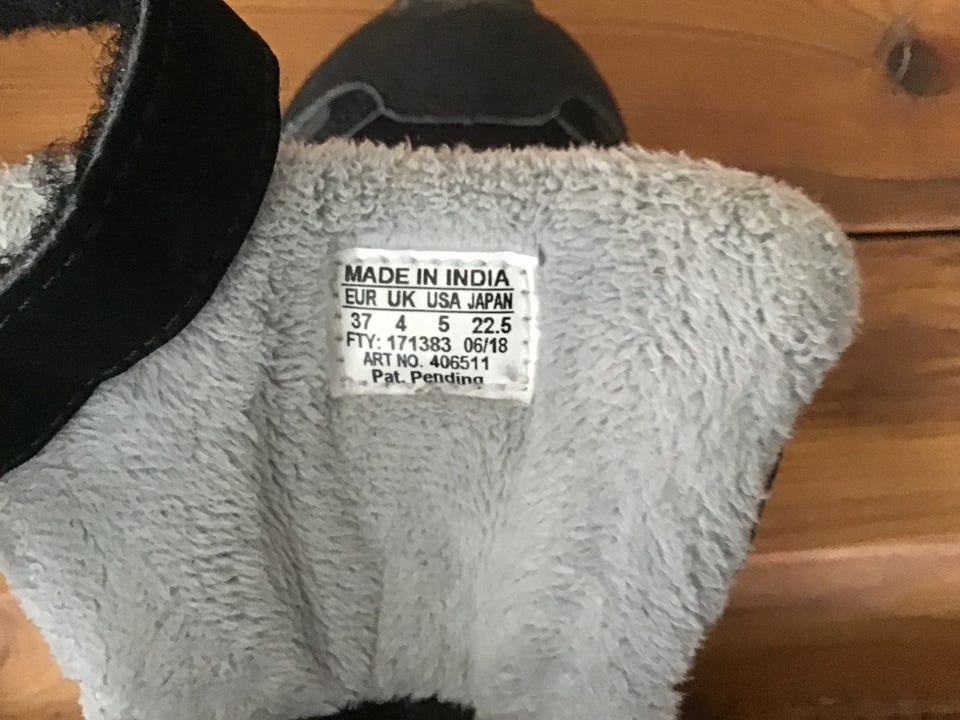 MADE IN INDIA
EUR UK USA JAPAN
37 4 5 22.5
FTY: 171383 06/18
ART NO. 406511
Pat. Pending